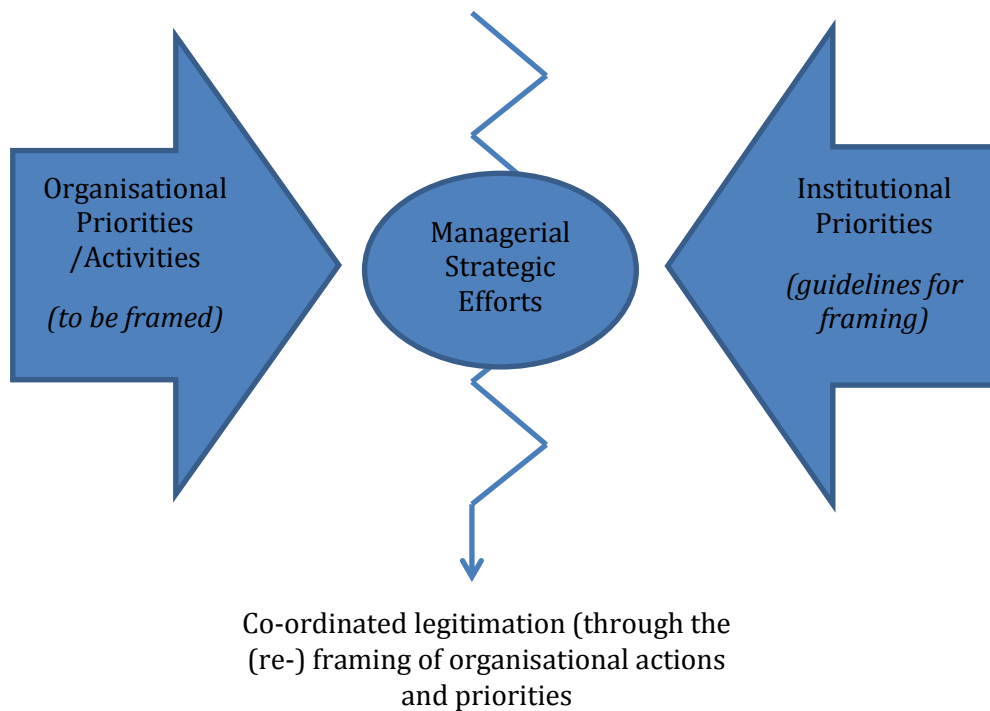 Organisational
Priorities
/Activities
(to be framed)
Managerial
Strategic
Efforts
Institutional
Priorities
(guidelines for
framing)
Co-ordinated legitimation (through the
(re-) framing of organisational actions
and priorities